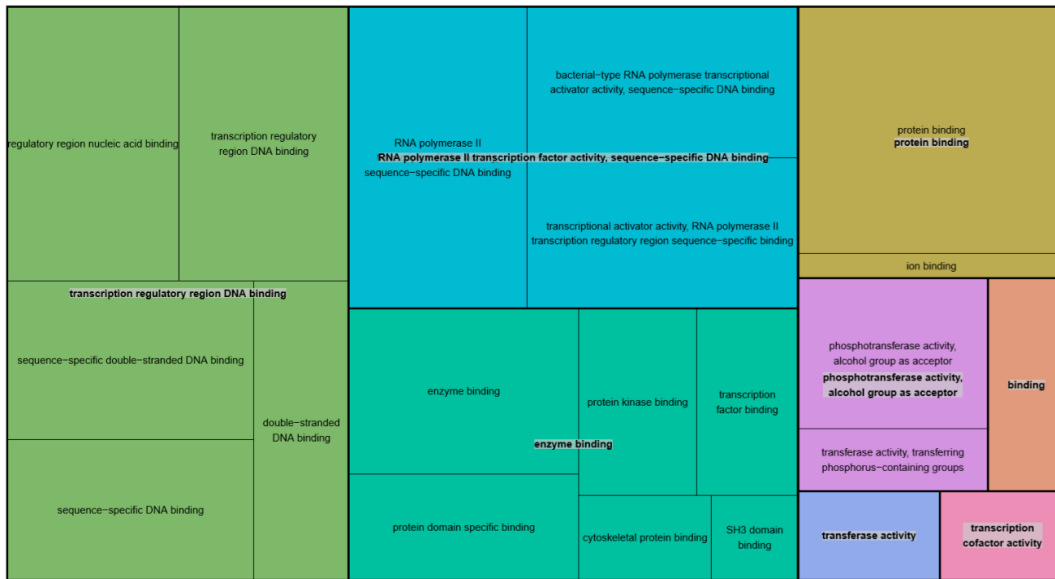 regulatory region nucleic acid binding
transcription regulatory
region DNA binding
transcription regulatory region DNA binding
sequence−specific double−stranded DNA binding
double−stranded
DNA binding
sequence−specific DNA binding
RNA polymerase II
sequence−specific DNA binding
bacterial−type RNA polymerase transcriptional
activator activity, sequence−specific DNA binding
RNA polymerase II transcription factor activity, sequence−specific DNA binding
transcriptional activator activity, RNA polymerase II
transcription regulatory region sequence−specific binding
enzyme binding
protein kinase binding
transcription
factor binding
enzyme binding
protein domain specific binding
cytoskeletal protein binding
SH3 domain
binding
protein binding
protein binding
ion binding
phosphotransferase activity,
alcohol group as acceptor
phosphotransferase activity,
alcohol group as acceptor
transferase activity, transferring
phosphorus−containing groups
binding
transferase activity
transcription
cofactor activity